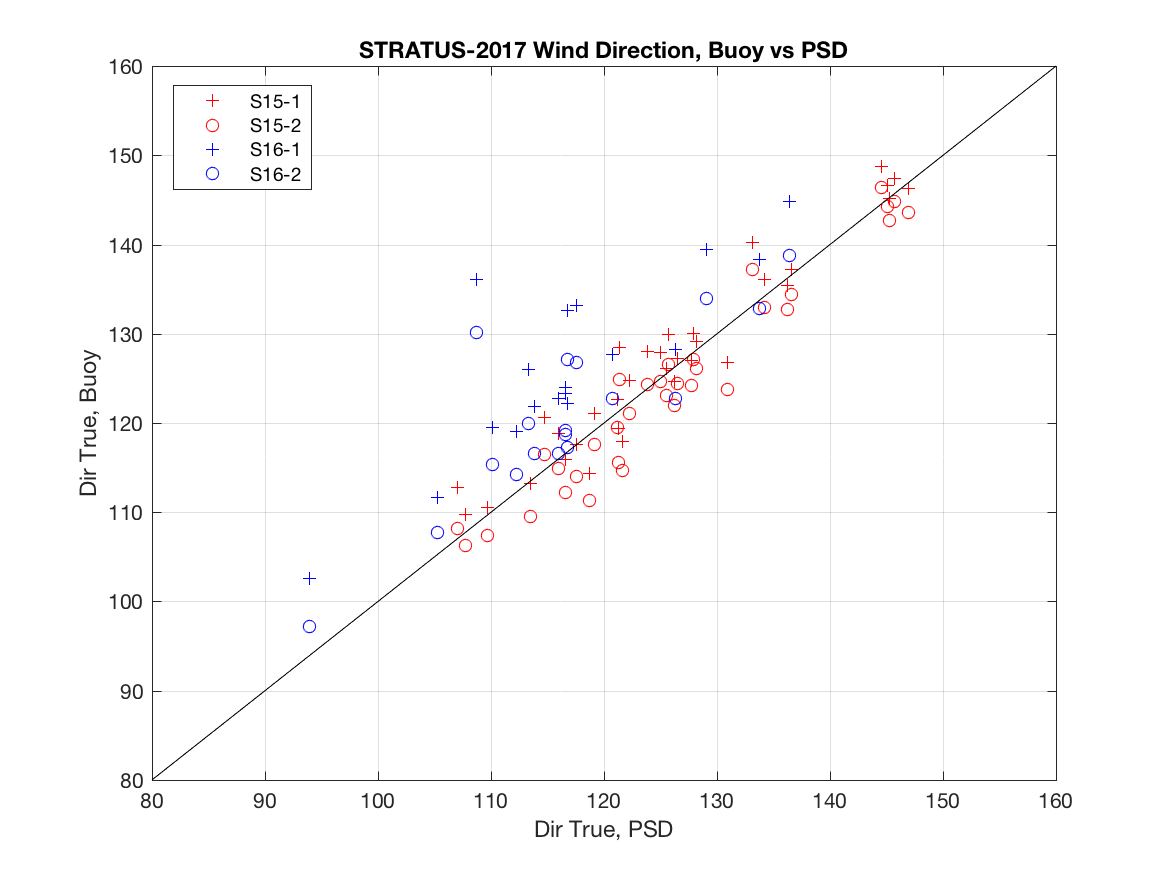 STRATUS-2017 Wind Direction, Buoy vs PSD
160
150
140
130
120
110
100
90
80
Dir True, Buoy
S15-1
S15-2
S16-1
S16-2
80 90 100 110 120 130 140 150 160
Dir True, PSD